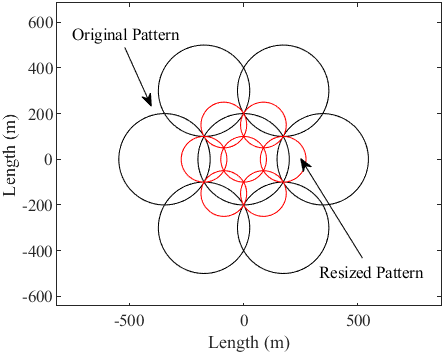 600
Original Pattern
400
200
0
-200
-400
-600
Length (m)
Resized Pattern
-500
0
500
Length (m)